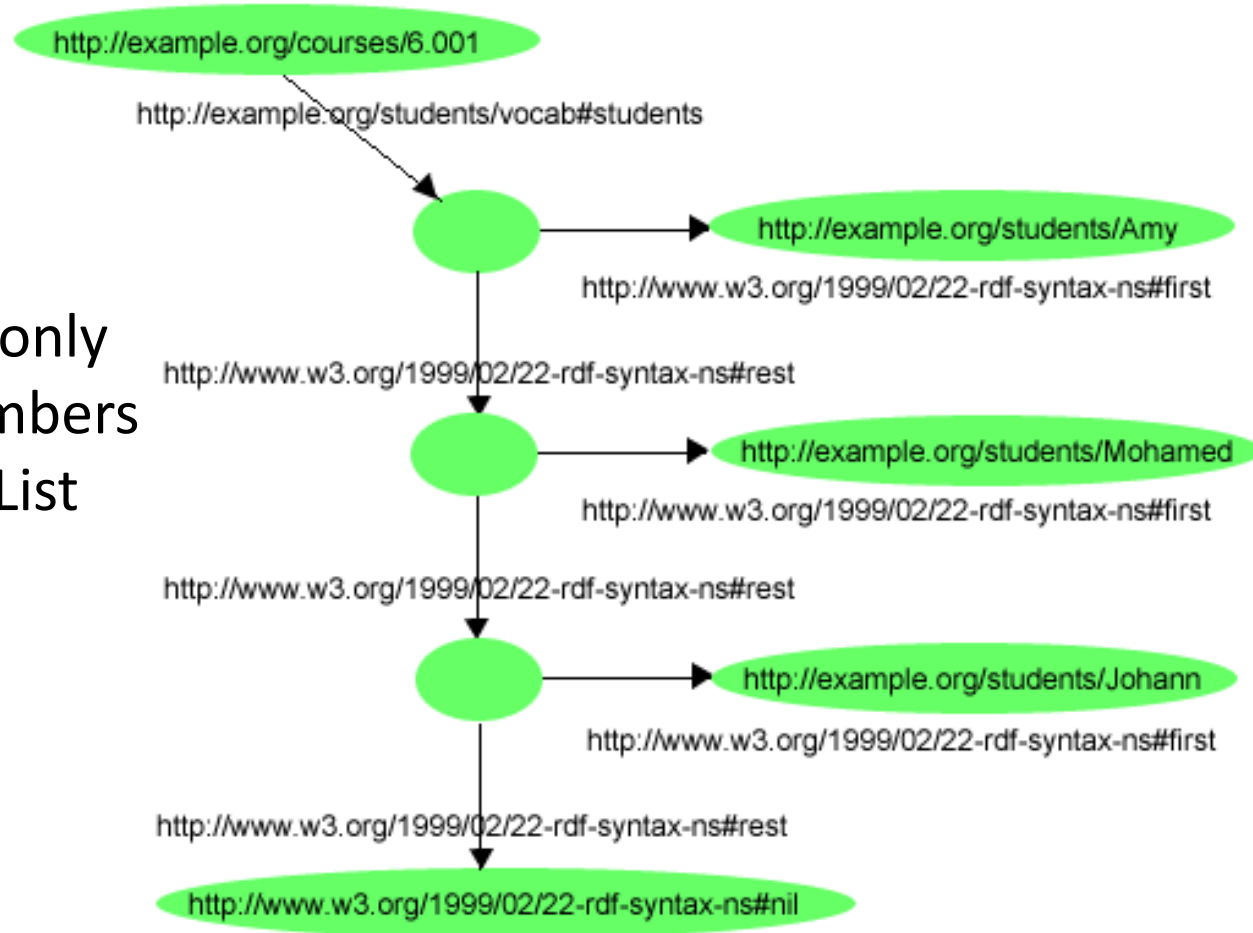 http://example.org/courses/6.001
http://example.org/students/vocab#students
http://example.org/students/Amy
http://www.w3.org/1999/02/22-rdf-syntax-ns#first
only
http://www.w3.org/1999/02/22-rdf-syntax-ns#rest
mbers
http://example.org/students/Mohamed
List
http://www.w3.org/1999/02/22-rdf-syntax-ns#first
http://www.w3.org/1999/02/22-rdf-syntax-ns#rest
http://example.org/students/Johann
http://www.w3.org/1999/02/22-rdf-syntax-ns#first
http://www.w3.org/1999/02/22-rdf-syntax-ns#rest
http://www.w3.org/1999/02/22-rdf-syntax-ns#nil